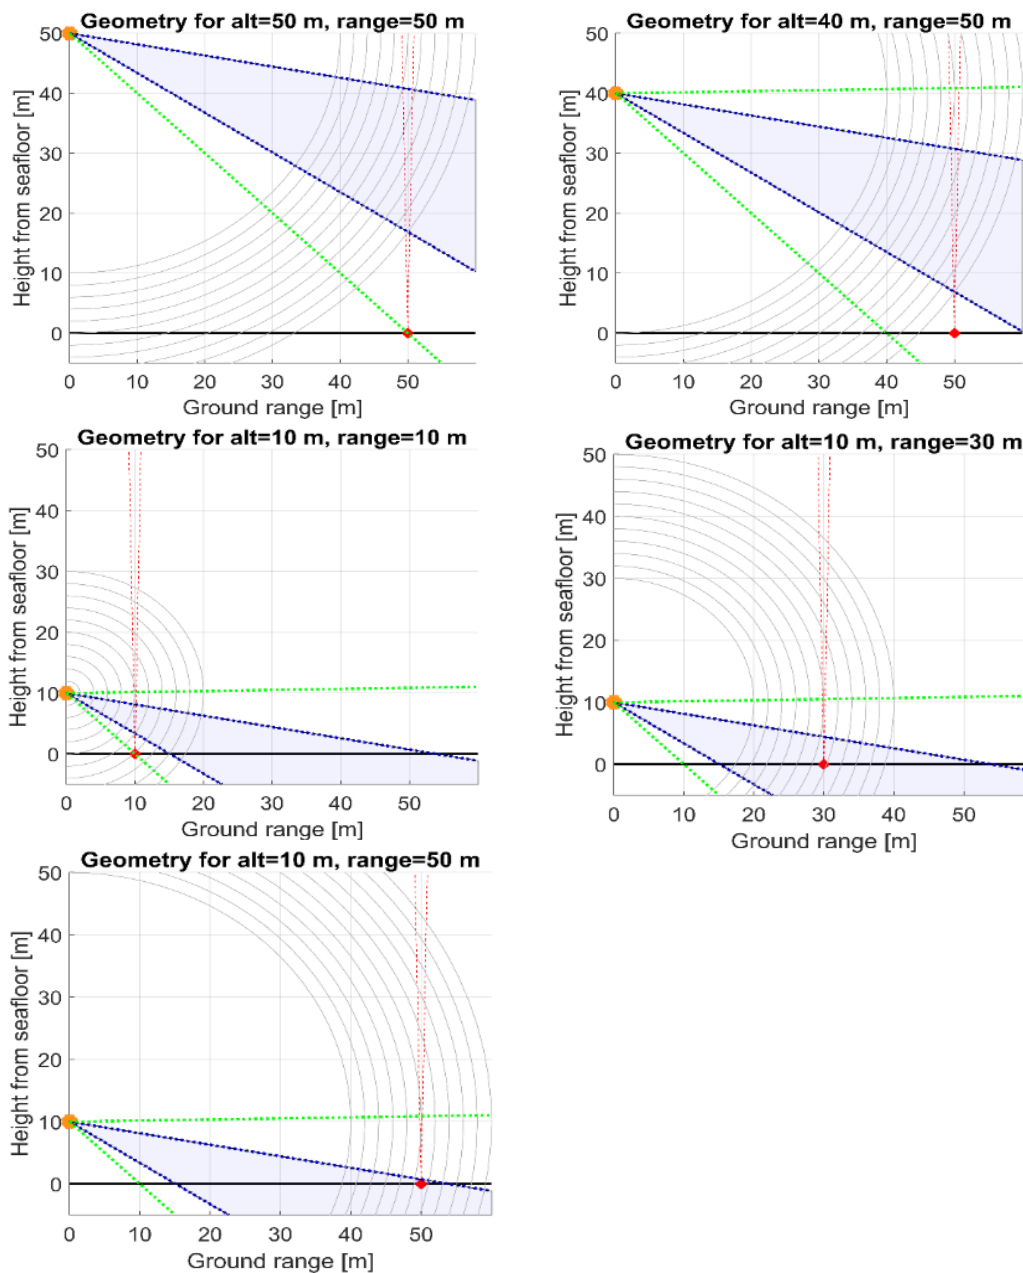 Geometry for alt=50 m, range=50 m
Height from seafloor [m]
50
40
30
20
10
0
0 10 20 30 40 50
Ground range [m]
Geometry for alt=40 m, range=50 m
Height from seafloor [m]
50
40
30
20
10
0
0 10 20 30 40 50
Ground range [m]
Geometry for alt=10 m, range=10 m
Height from seafloor [m]
50
40
30
20
10
0
0 10 20 30 40 50
Ground range [m]
Geometry for alt=10 m, range=30 m
Height from seafloor [m]
50
40
30
20
10
0
0 10 20 30 40 50
Ground range [m]
Geometry for alt=10 m, range=50 m
Height from seafloor [m]
50
40
30
20
10
0
0 10 20 30 40 50
Ground range [m]